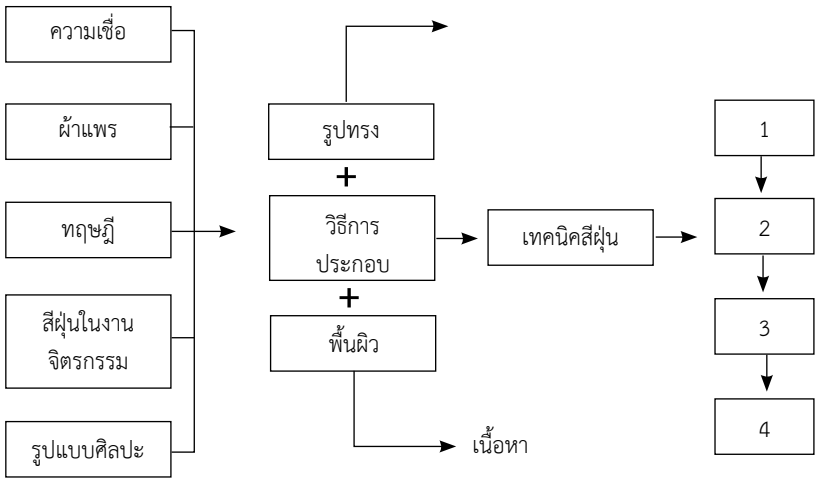 ความเชื่อ
ผ้าแพร
ทฤษฎี
สีฝุ่นในงาน
จิตรกรรม
รูปแบบศิลปะ
รูปทรง
+
วิธีการ
ประกอบ
+
พื้นผิว
เนื้อหา
เทคนิคสีฝุ่น
1
2
3
4